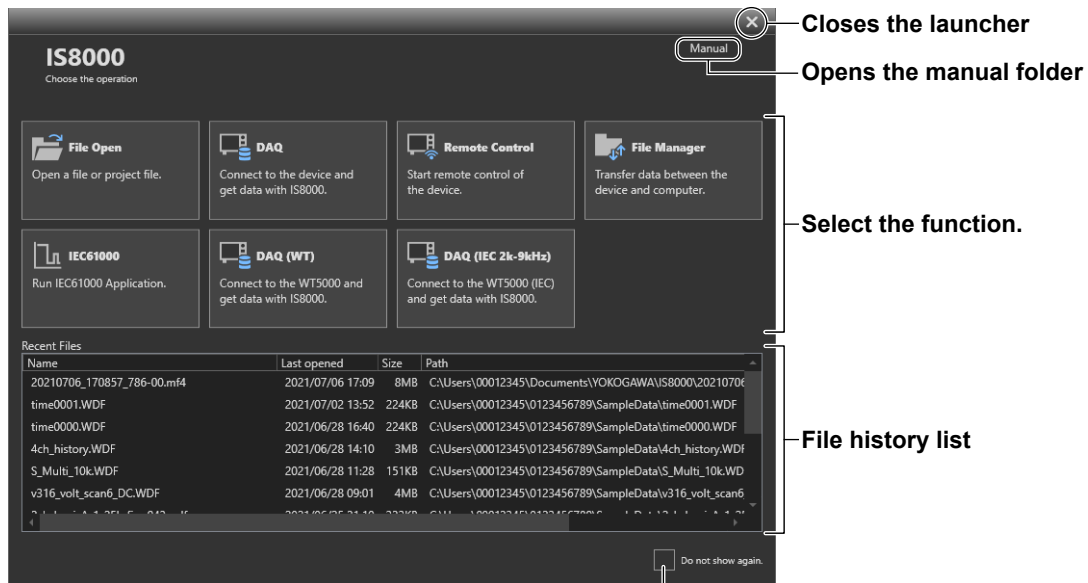 Closes the launcher
Manual
IS8000
Choose the operation
Opens the manual folder
File Open
Open a file or project file.
DAQ
Connect to the device and
get data with IS8000.
Remote Control
Start remote control of
the device.
File Manager
Transfer data between the
device and computer.
Select the function.
IEC61000
Run IEC61000 Application.
DAQ (WT)
Connect to the WT5000 and
get data with IS8000.
DAQ (IEC 2k-9kHz)
Connect to the WT5000 (IEC)
and get data with IS8000.
Recent Files
Name Last opened Size Path
20210706_170857_786-00.mf4 2021/07/06 17:09 8MB C:\Users\00012345\Documents\YOKOGAWA\IS8000\20210706
time0001.WDF 2021/07/02 13:52 224KB C:\Users\00012345\0123456789\SampleData\time0001.WDF
time0000.WDF 2021/06/28 16:40 224KB C:\Users\00012345\0123456789\SampleData\time0000.WDF
4ch_history.WDF 2021/06/28 14:10 3MB C:\Users\00012345\0123456789\SampleData\4ch_history.WDF
File history list
S_Multi_10k.WDF 2021/06/28 11:28 151KB C:\Users\00012345\0123456789\SampleData\S_Multi_10k.WD
v316_volt_scan6_DC.WDF 2021/06/28 09:01 4MB C:\Users\00012345\0123456789\SampleData\v316_volt_scan6_
Do not show again.